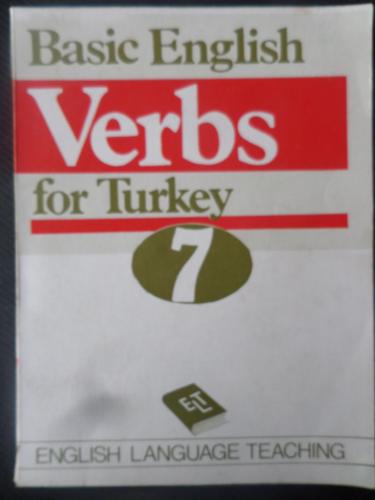 Basic English
Verbs
for Turkey
7
ELT
ENGLISH LANGUAGE TEACHING